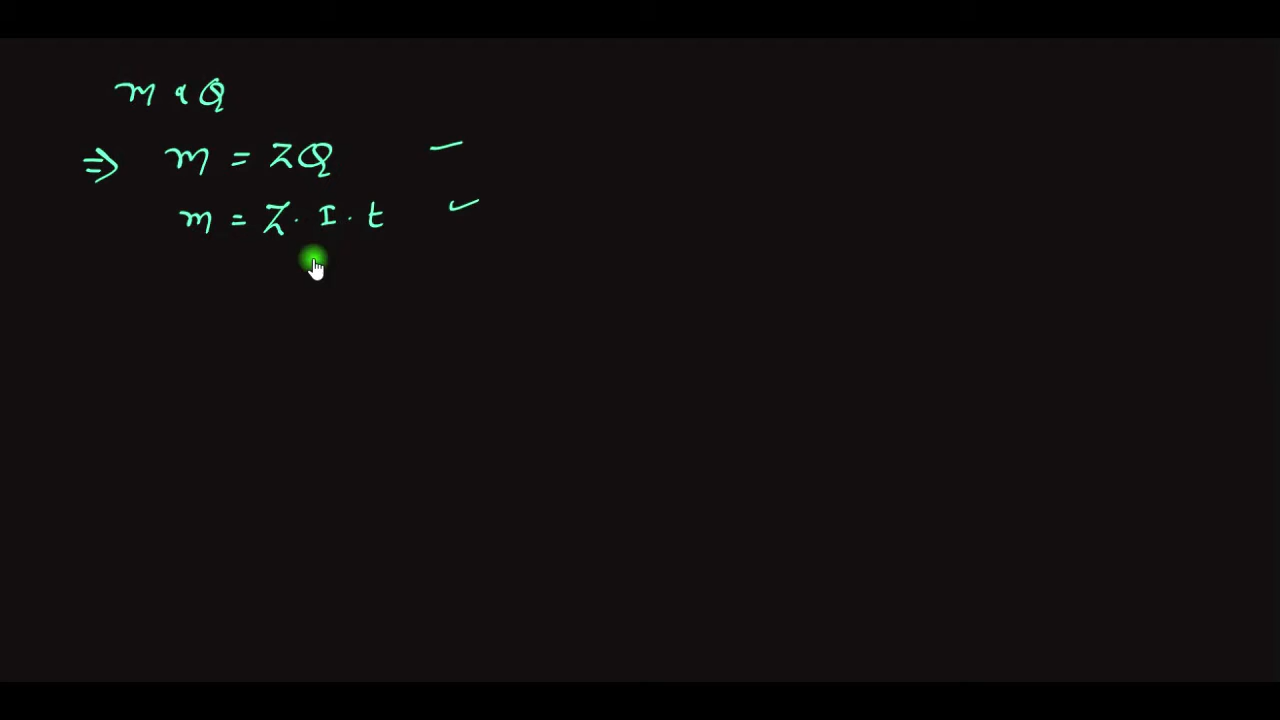 m α Q
⇒ m = ZQ
m = Z · I · t